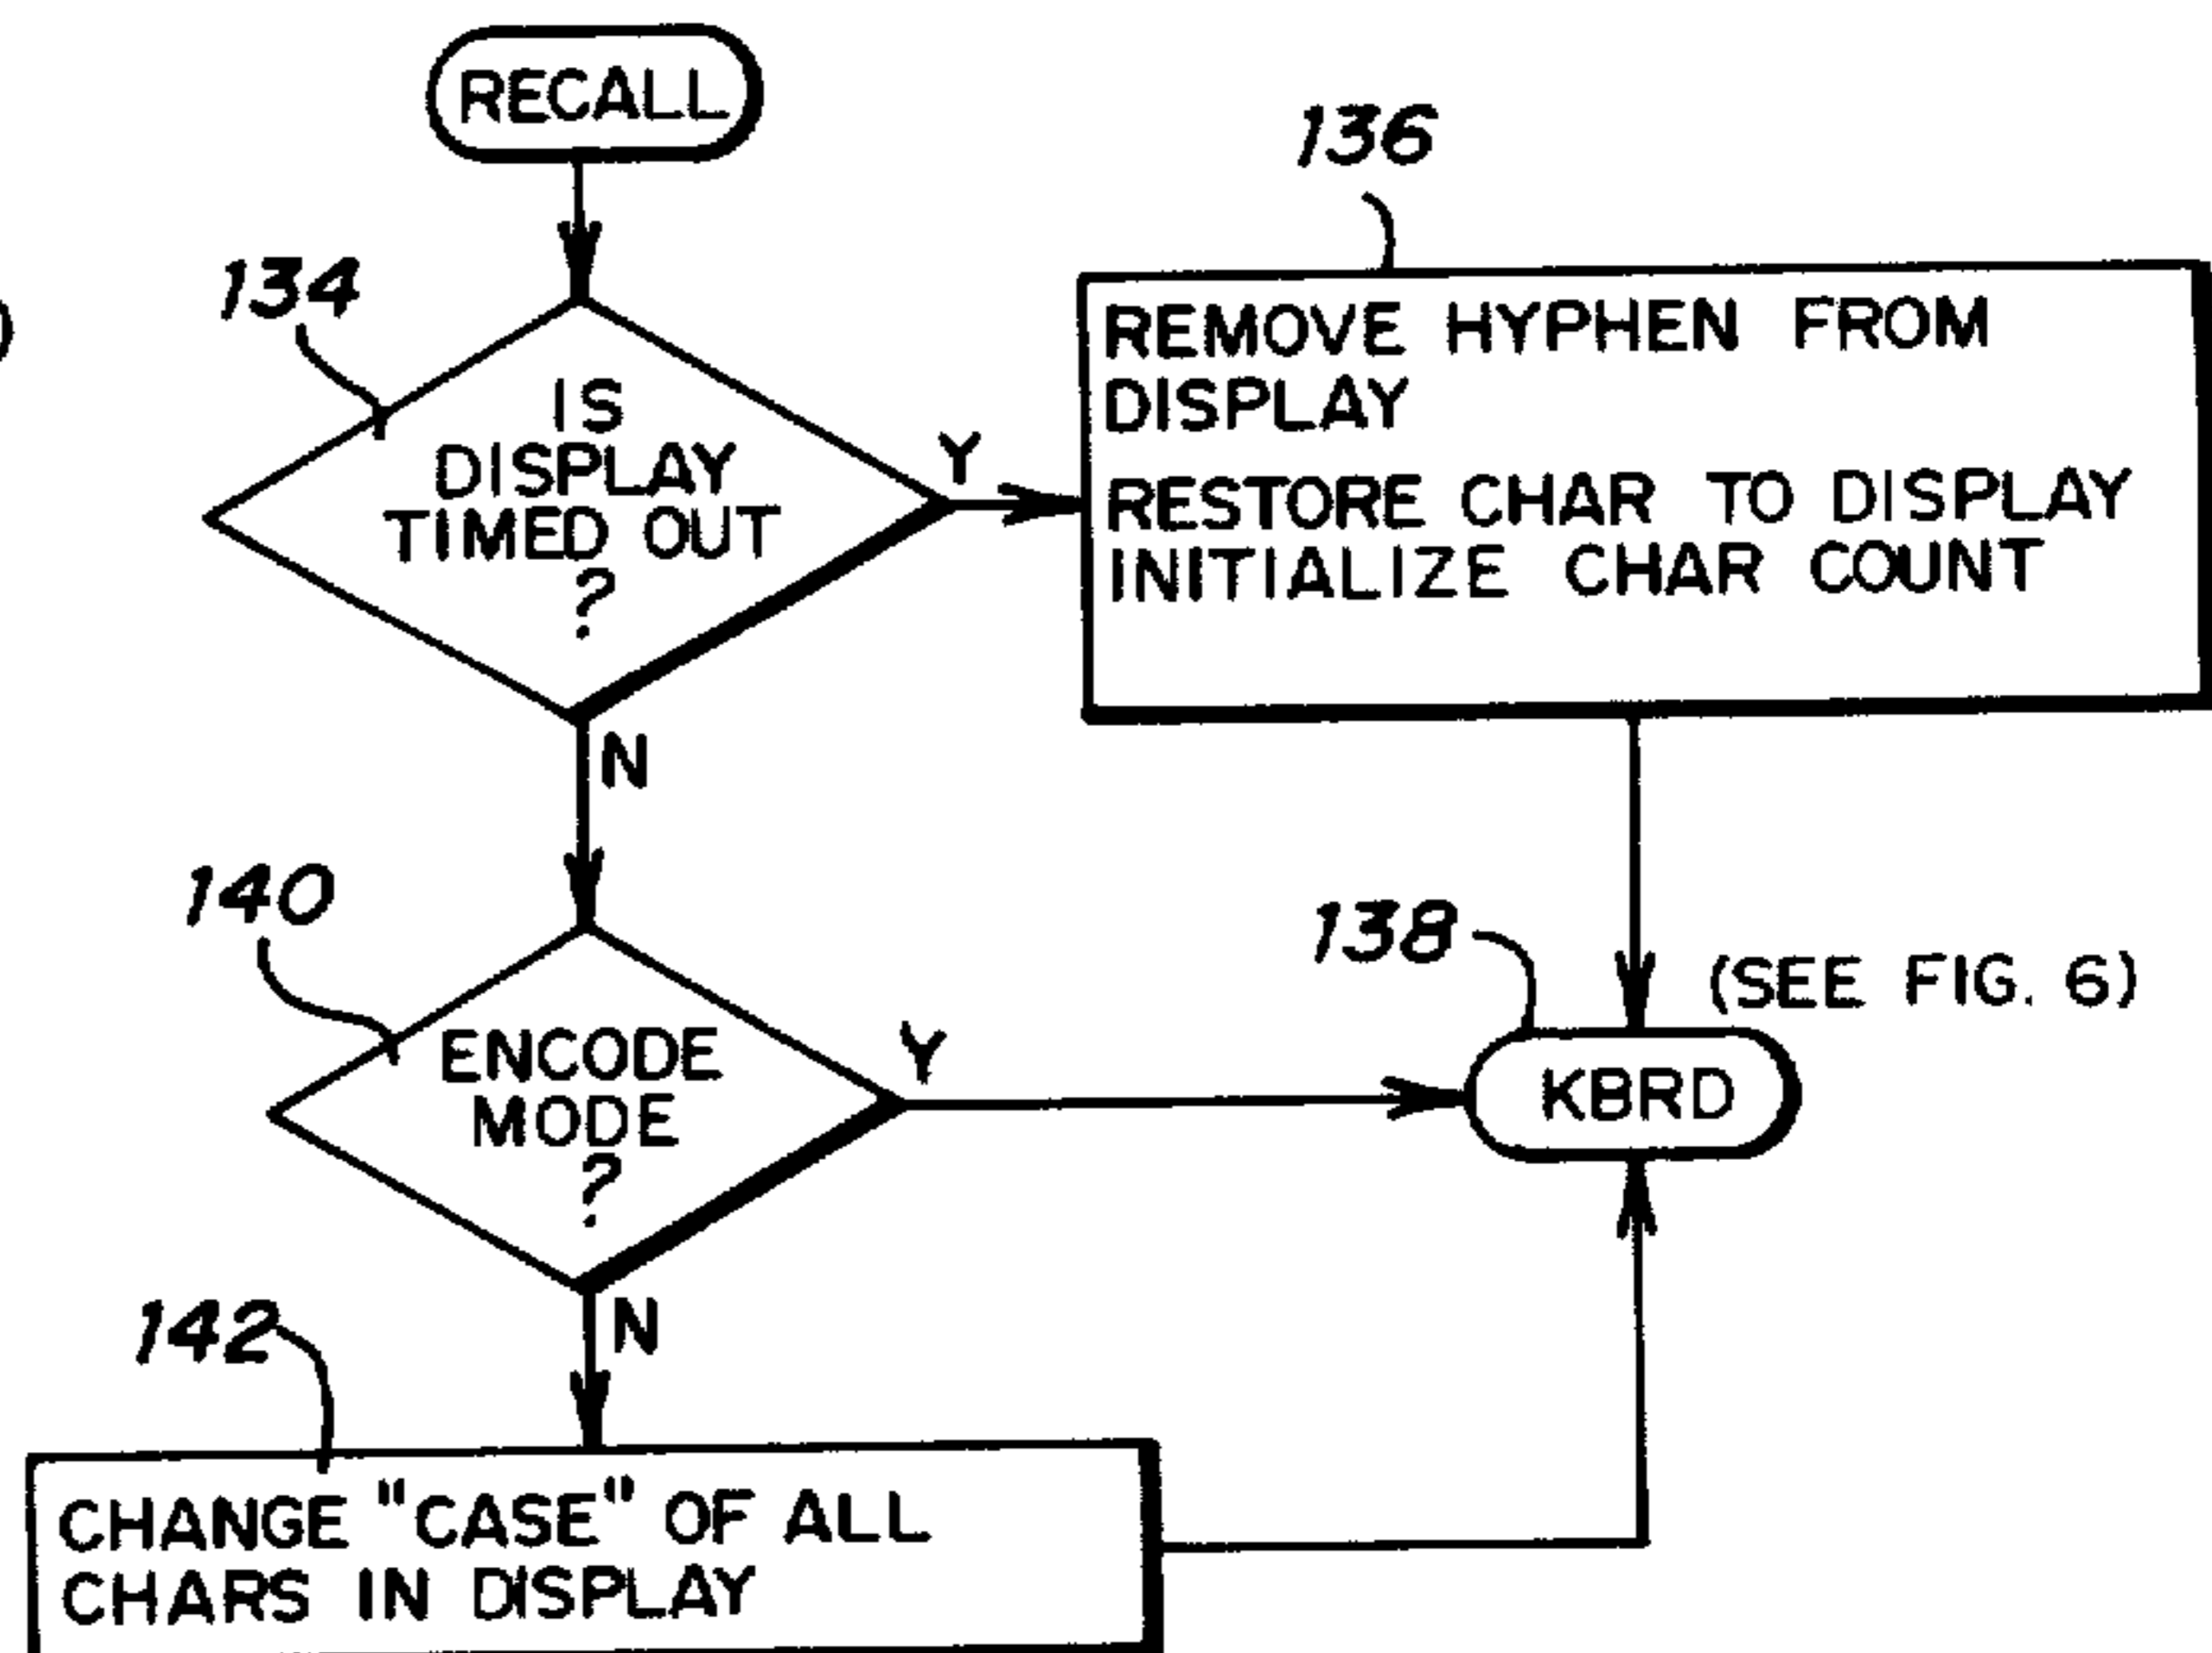 RECALL
136
134
REMOVE HYPHEN FROM
DISPLAY
RESTORE CHAR TO DISPLAY
INITIALIZE CHAR COUNT
IS
DISPLAY
TIMED OUT
?
Y
N
140
138
(SEE FIG. 6)
ENCODE
MODE
?
Y
KBRD
N
142
CHANGE "CASE" OF ALL
CHARS IN DISPLAY